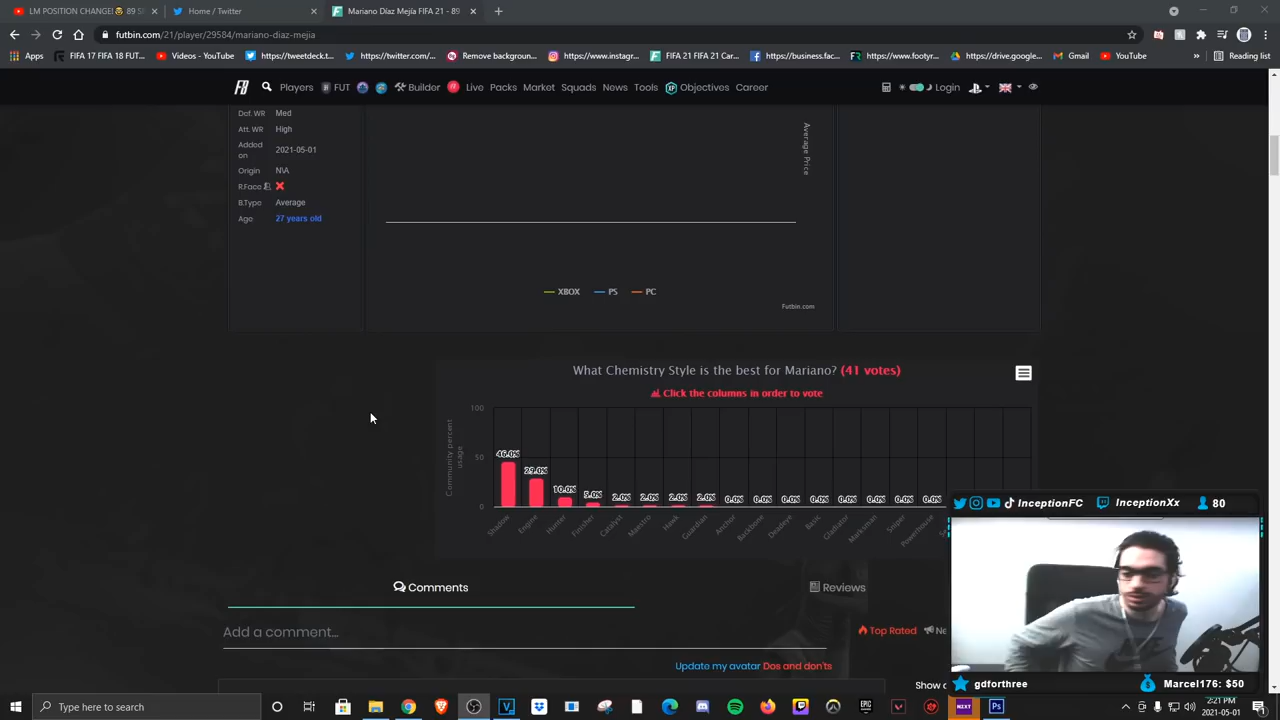 LM POSITION CHANGE! 89 S
Home / Twitter
Mariano Díaz Mejía FIFA 21 - 89
futbin.com/21/player/29584/mariano-diaz-mejia
Apps
FIFA 17 FIFA 18 FUT...
Videos - YouTube
https://tweetdeck.t...
https://twitter.com/...
Remove backgroun...
https://www.instagr...
FIFA 21 FIFA 21 Car...
https://business.fac...
https://www.footyr...
https://drive.google...
Gmail
YouTube
»
Reading list
Players
FUT
Builder
Live
Packs
Market
Squads
News
Tools
Objectives
Career
Login
Def. WR Med
Att. WR High
Added on 2021-05-01
Origin N\A
R.Face
B.Type Average
Age 27 years old
Average Price
XBOX
PS
PC
Futbin.com
What Chemistry Style is the best for Mariano? (41 votes)
Click the columns in order to vote
Community percent usage
100
50
0
46.0%
29.0%
10.0%
5.0%
2.0%
2.0%
2.0%
2.0%
0.0%
0.0%
0.0%
0.0%
0.0%
0.0%
0.0%
0.0%
Shadow
Engine
Hunter
Finisher
Catalyst
Maestro
Hawk
Guardian
Anchor
Backbone
Deadeye
Basic
Gladiator
Marksman
Sniper
Powerhouse
Comments
Reviews
Add a comment...
Top Rated
Ne
Update my avatar Dos and don'ts
Show
InceptionFC
InceptionXx
80
gdforthree
Marcel176: $50
Type here to search
2:21 PM
2021-05-01